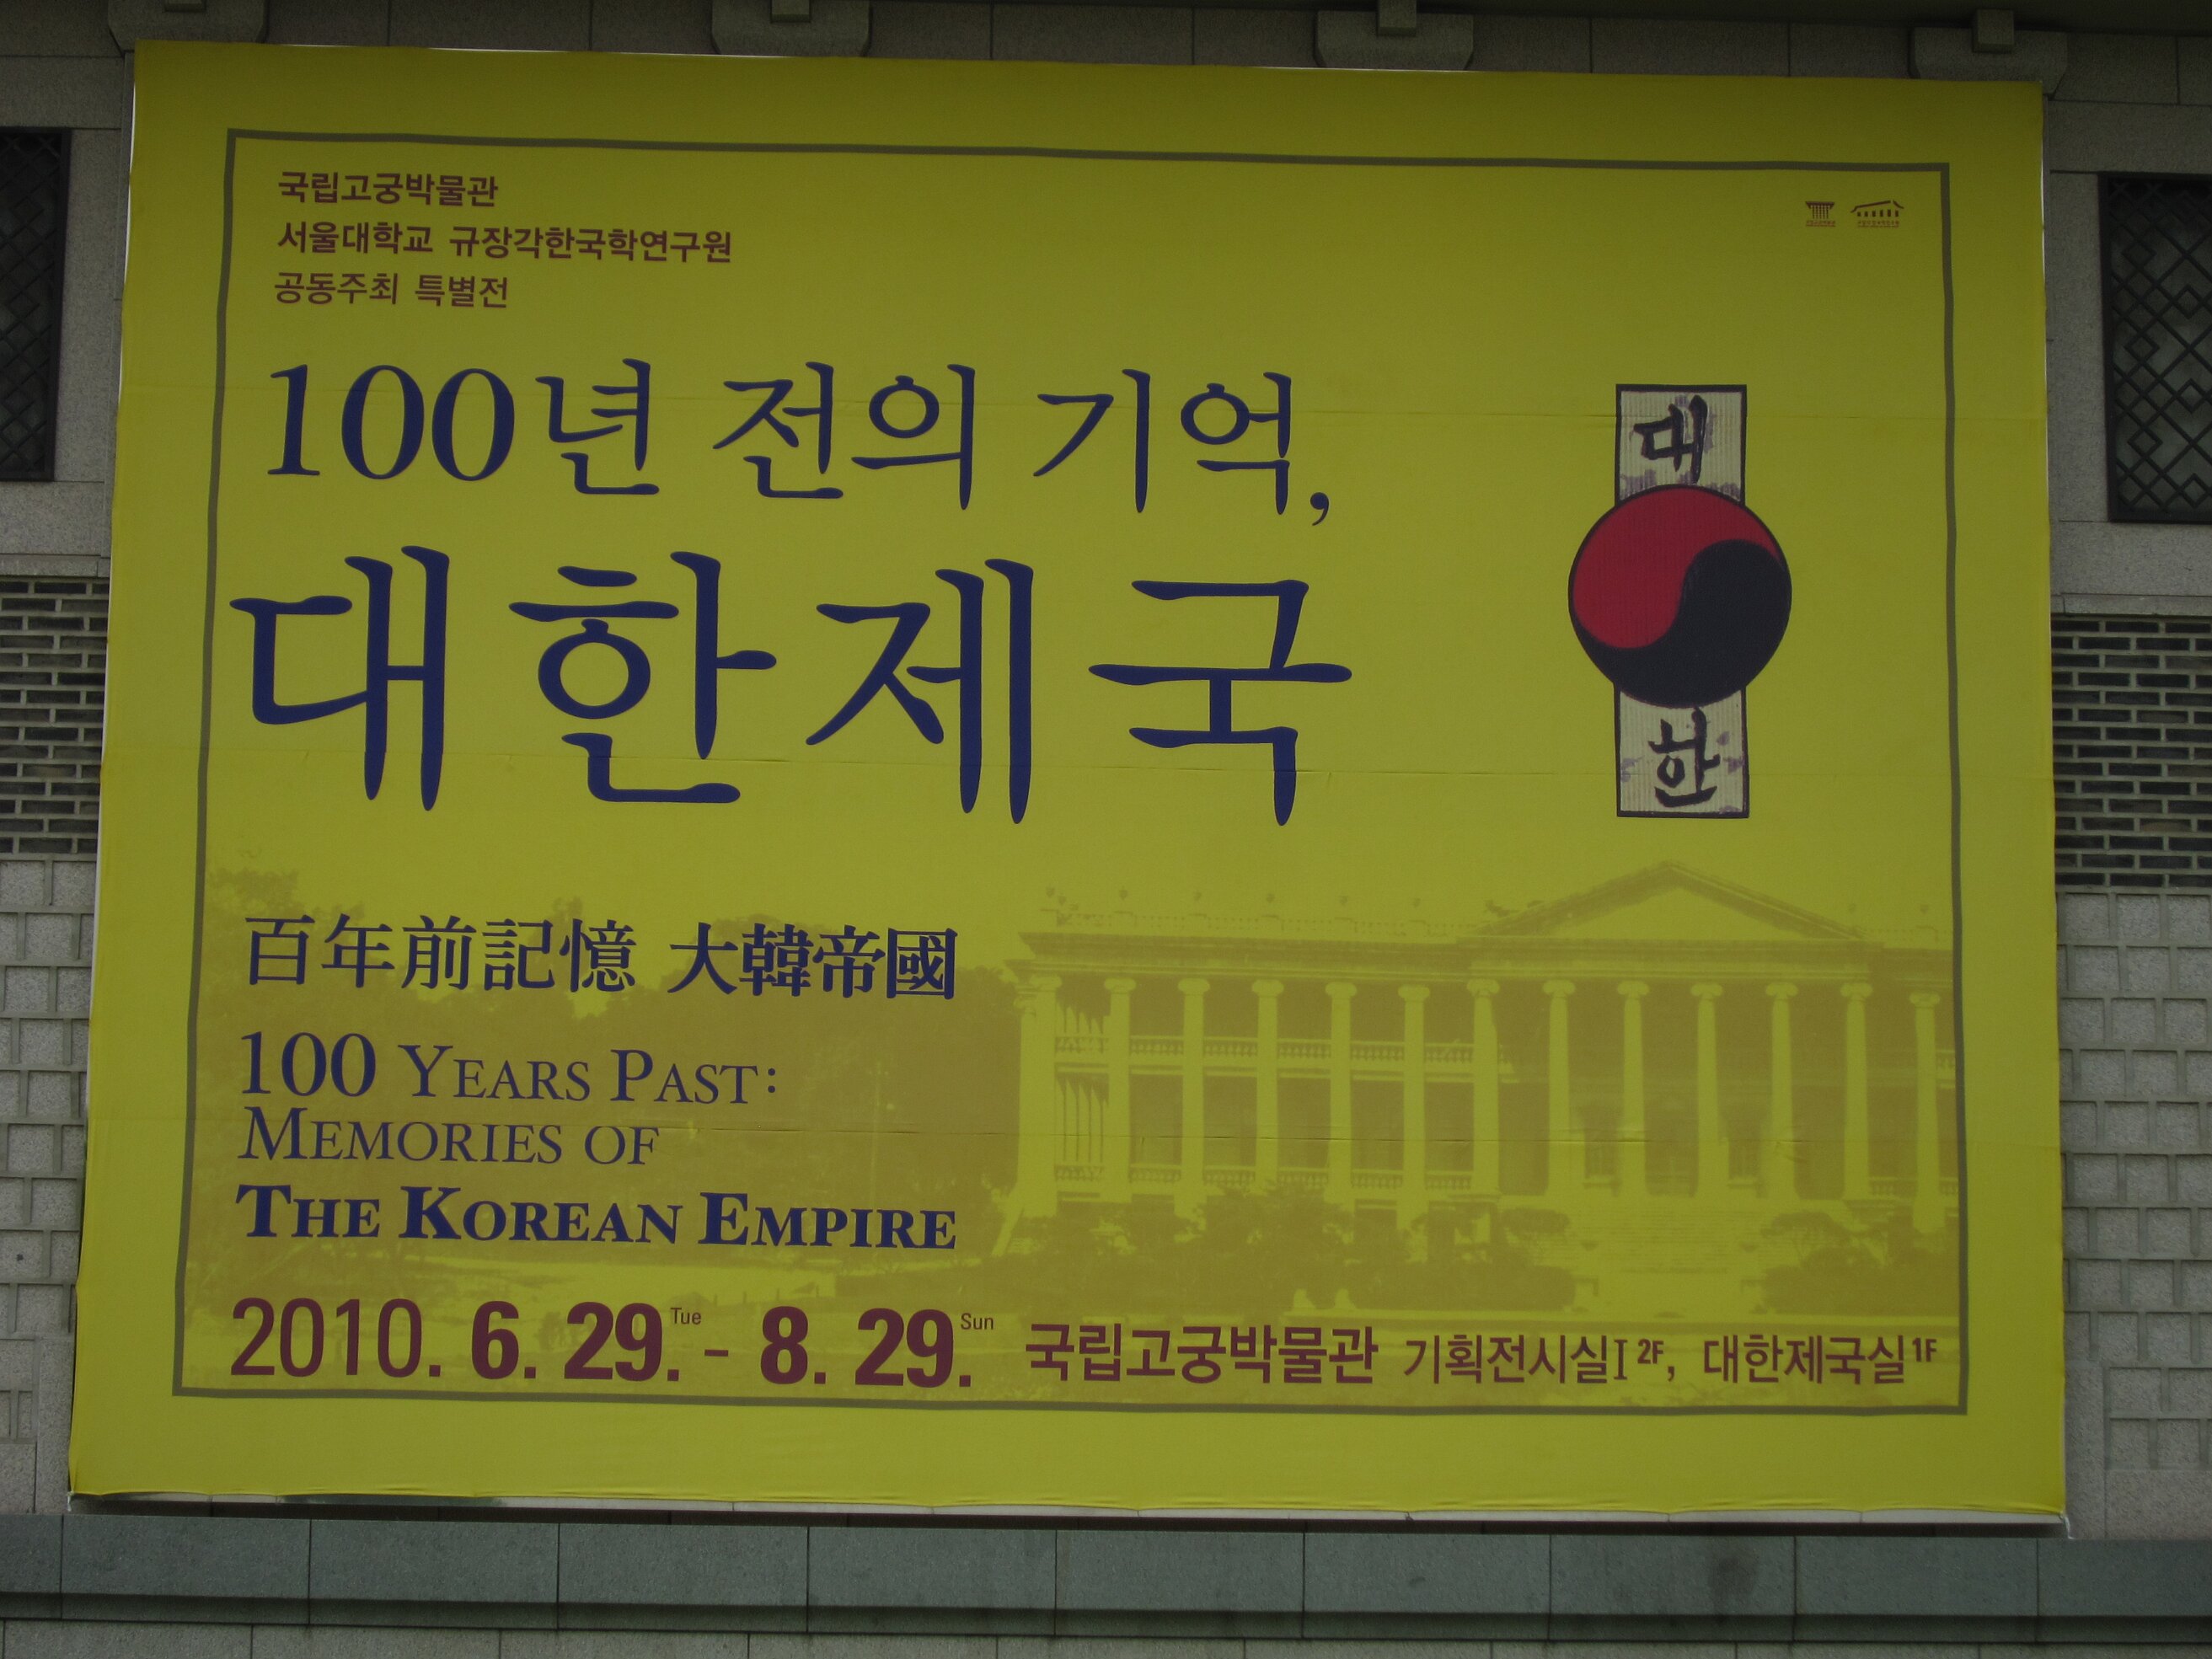 국립고궁박물관
서울대학교 규장각한국학연구원
공동주최 특별전
100년 전의 기억,
대한제국
대
한
百年前記憶 大韓帝國
100 YEARS PAST:
MEMORIES OF
THE KOREAN EMPIRE
2010. 6. 29. Tue - 8. 29. Sun 국립고궁박물관 기획전시실Ⅰ 2F, 대한제국실 1F